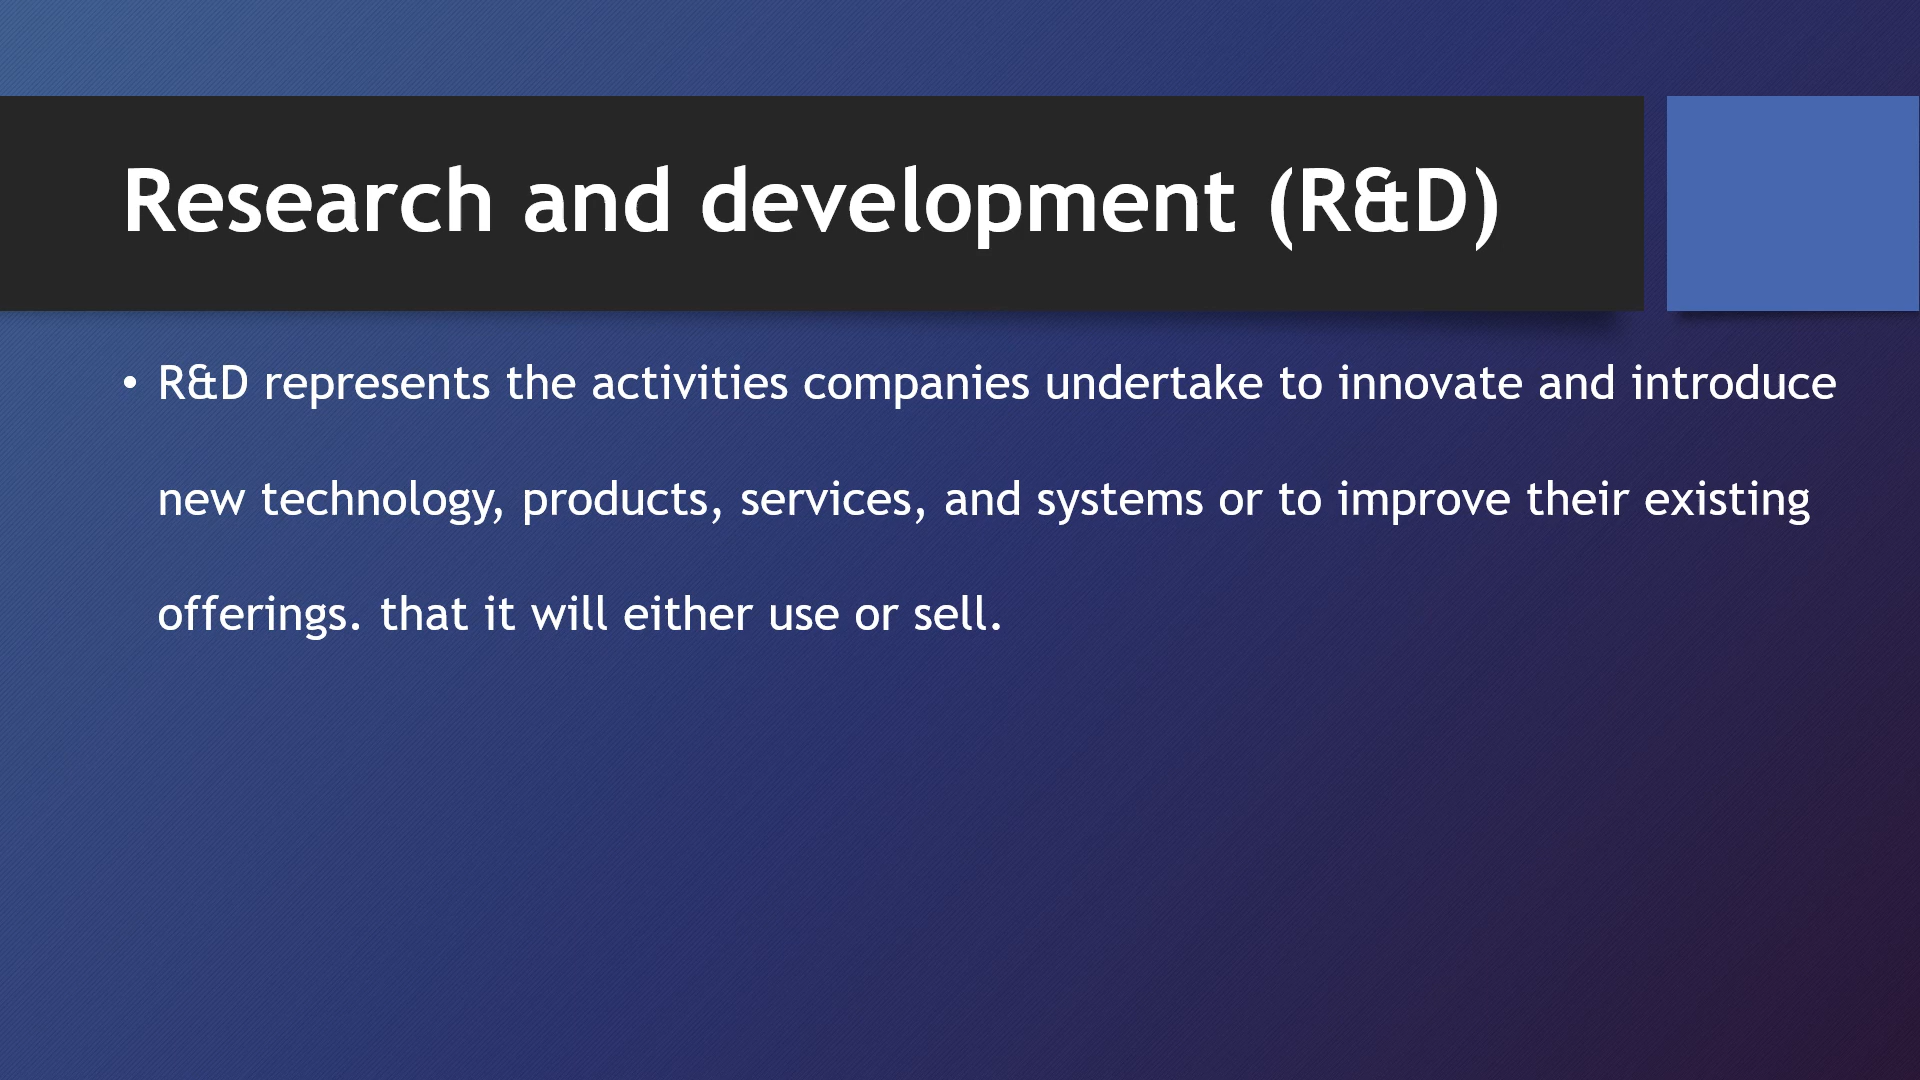 Research and development (R&D)
• R&D represents the activities companies undertake to innovate and introduce
new technology, products, services, and systems or to improve their existing
offerings. that it will either use or sell.